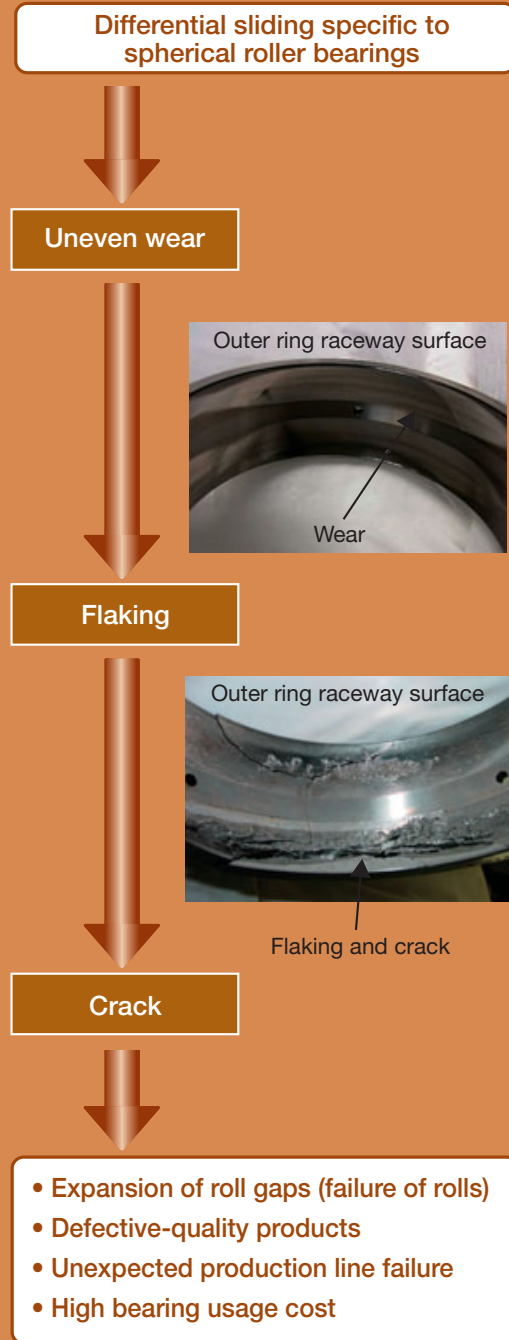 Differential sliding specific to
spherical roller bearings
Uneven wear
Outer ring raceway surface
Wear
Flaking
Outer ring raceway surface
Flaking and crack
Crack
• Expansion of roll gaps (failure of rolls)
• Defective-quality products
• Unexpected production line failure
• High bearing usage cost